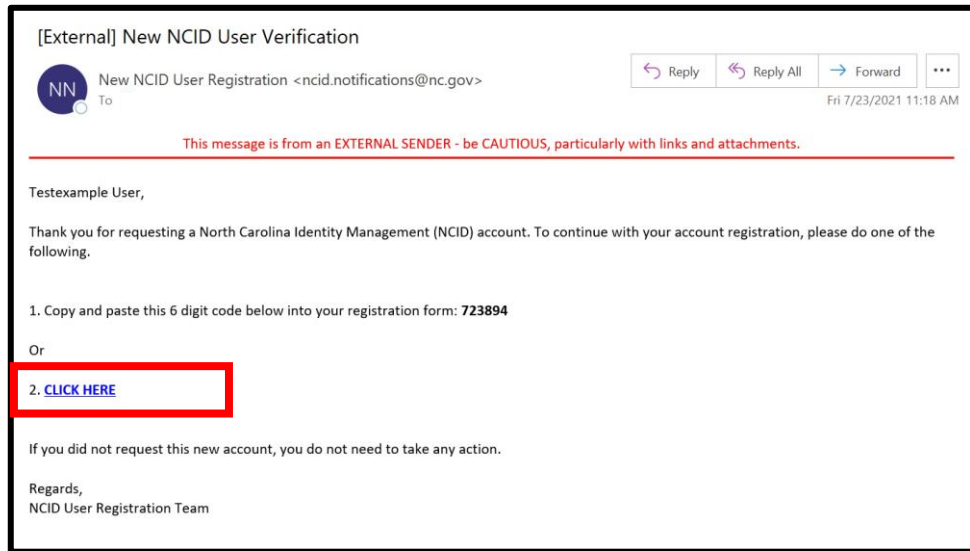 [External] New NCID User Verification
NN
New NCID User Registration <ncid.notifications@nc.gov>
To
Reply
Reply All
Forward
...
Fri 7/23/2021 11:18 AM
This message is from an EXTERNAL SENDER - be CAUTIOUS, particularly with links and attachments.
Testexample User,
Thank you for requesting a North Carolina Identity Management (NCID) account. To continue with your account registration, please do one of the
following.
1. Copy and paste this 6 digit code below into your registration form: 723894
Or
2. CLICK HERE
If you did not request this new account, you do not need to take any action.
Regards,
NCID User Registration Team